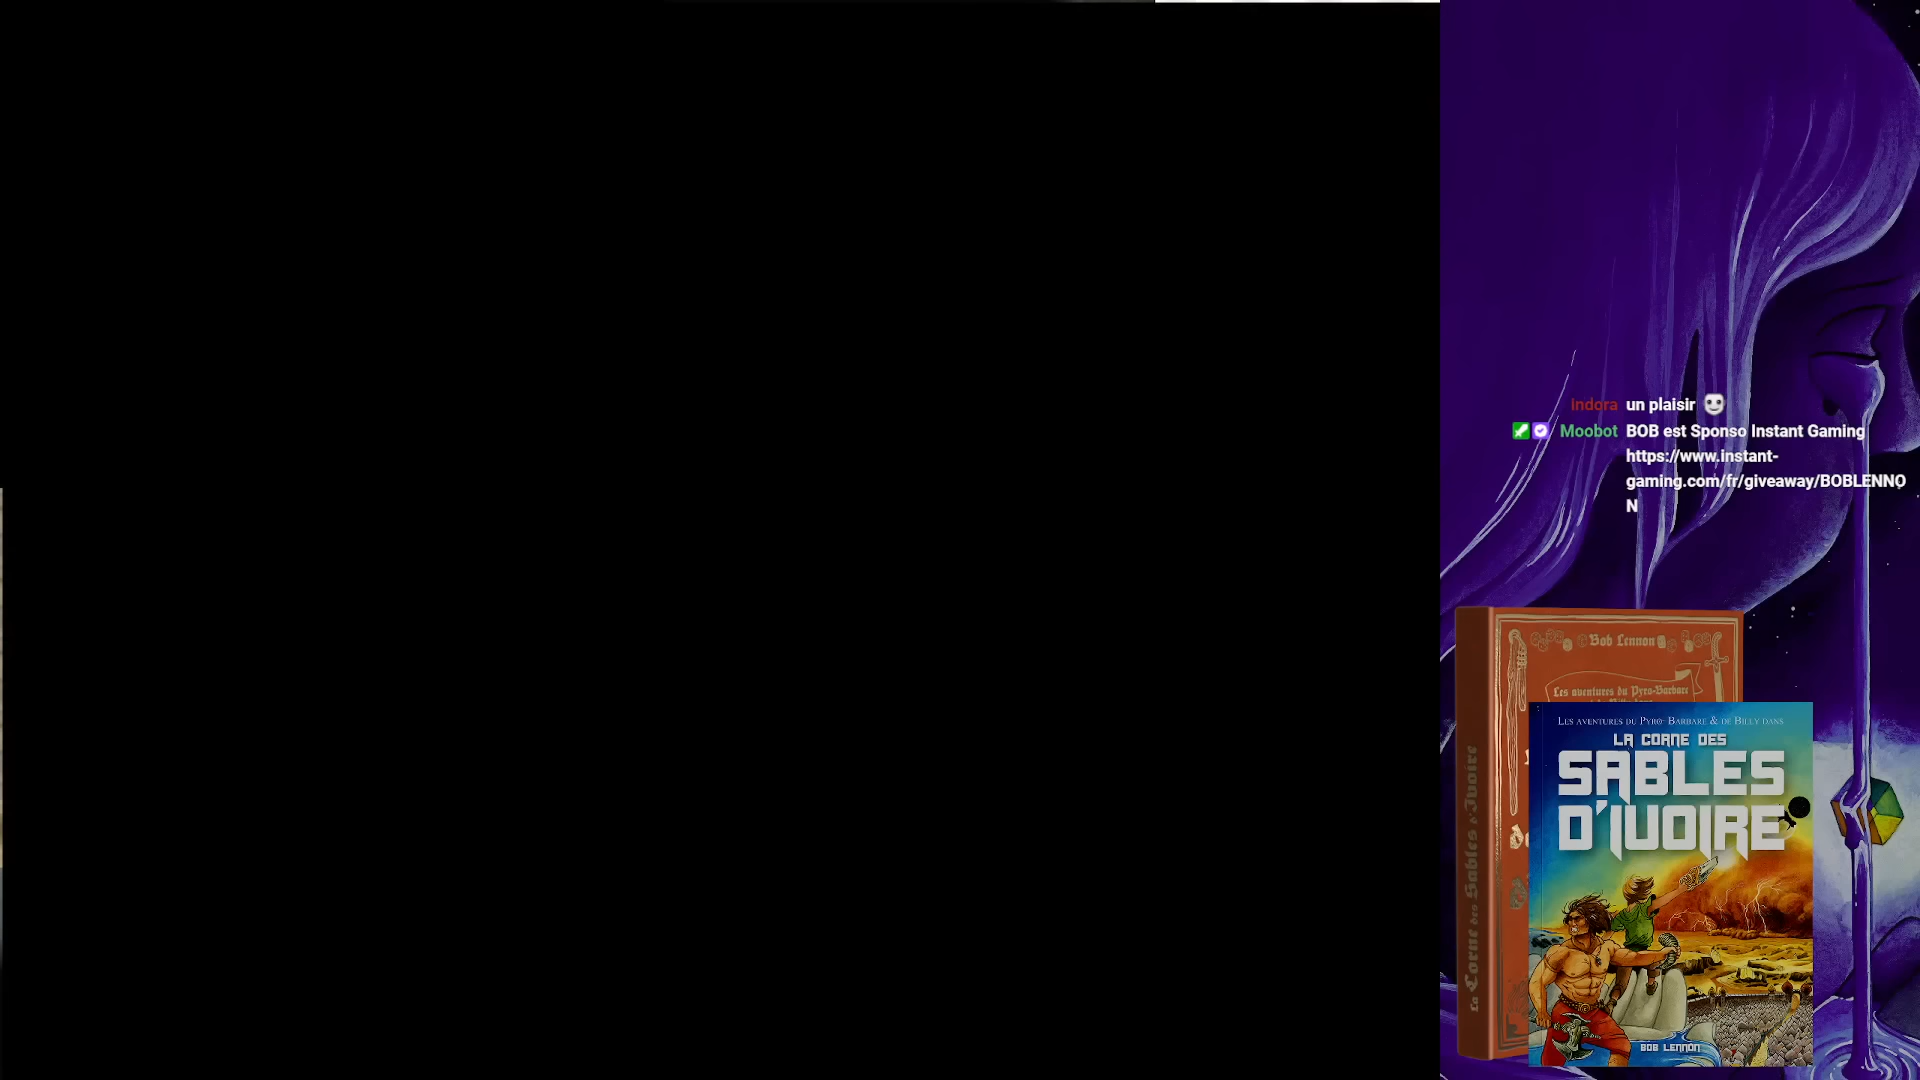 Indora un plaisir
Moobot BOB est Sponso Instant Gaming
https://www.instant-
gaming.com/fr/giveaway/BOBLENNO
N
Bob Lennon
Les aventures du Pyro-Barbare
La Corne des Sables d'Ivoire
LES AVENTURES DU PYRO-BARBARE & DE BILLY DANS
LA CORNE DES
SABLES
D'IVOIRE
BOB LENNON